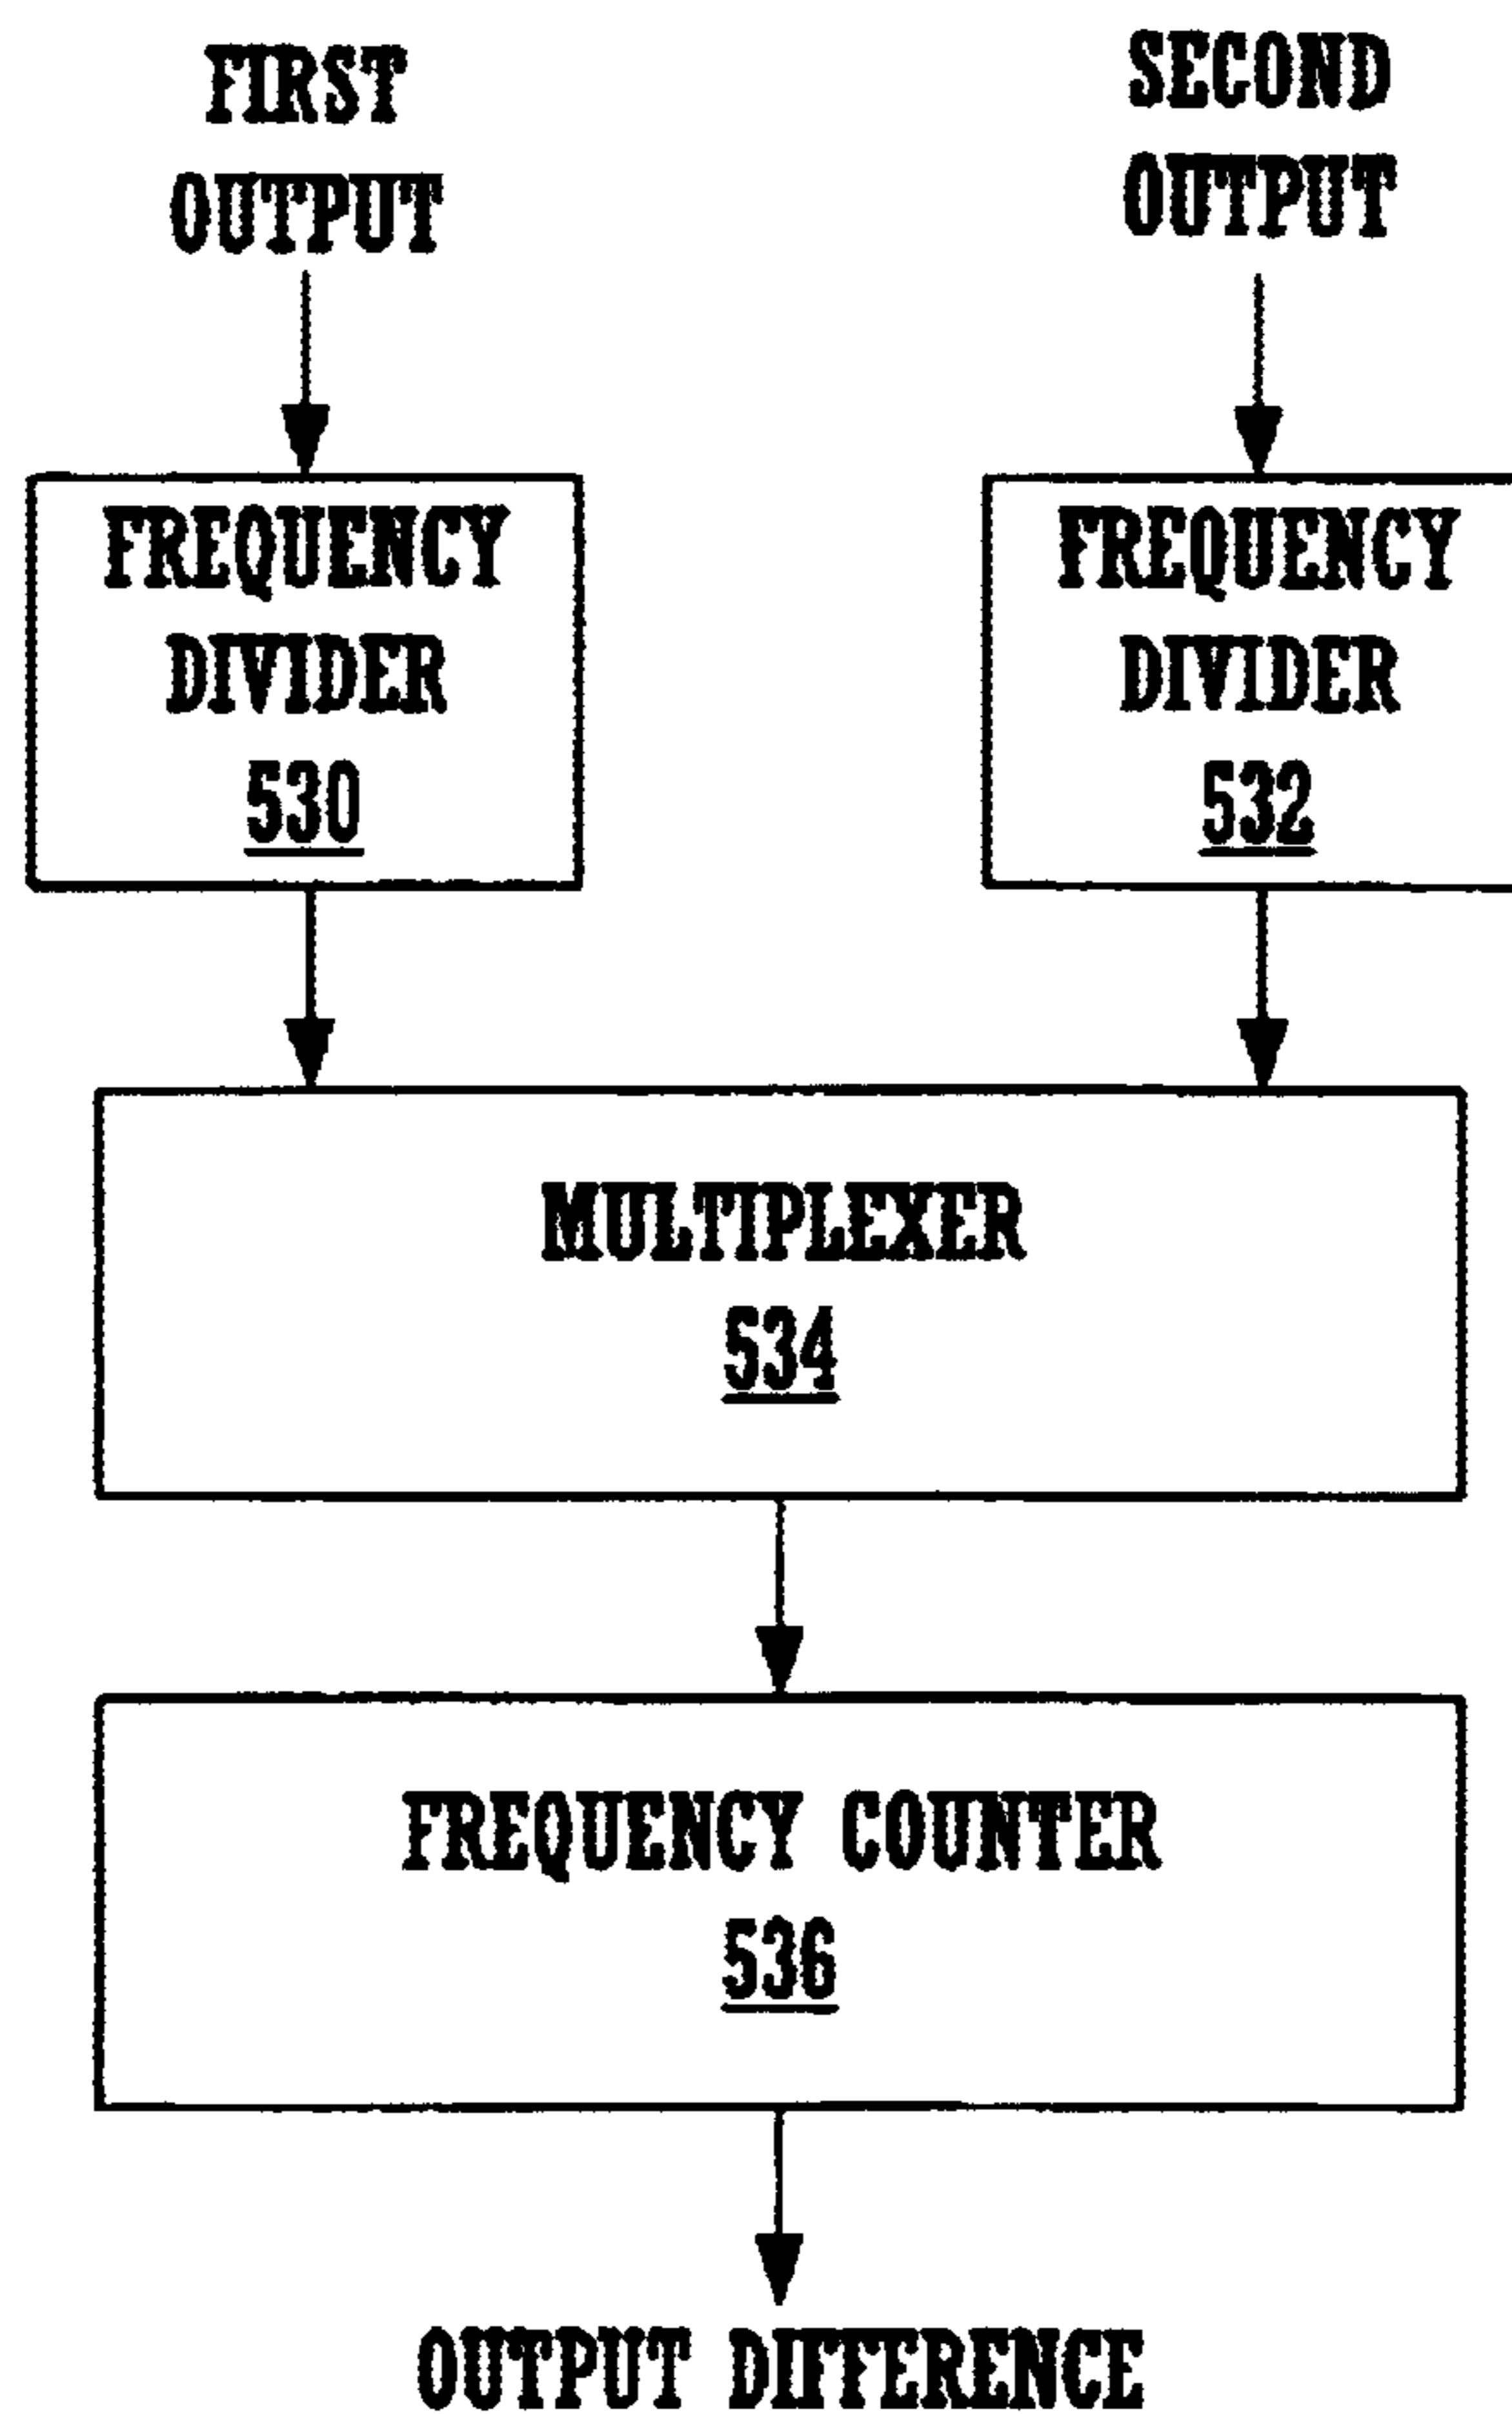 FIRST
OUTPUT
SECOND
OUTPUT
FREQUENCY
DIVIDER
530
FREQUENCY
DIVIDER
532
MULTIPLEXER
534
FREQUENCY COUNTER
536
OUTPUT DIFFERENCE